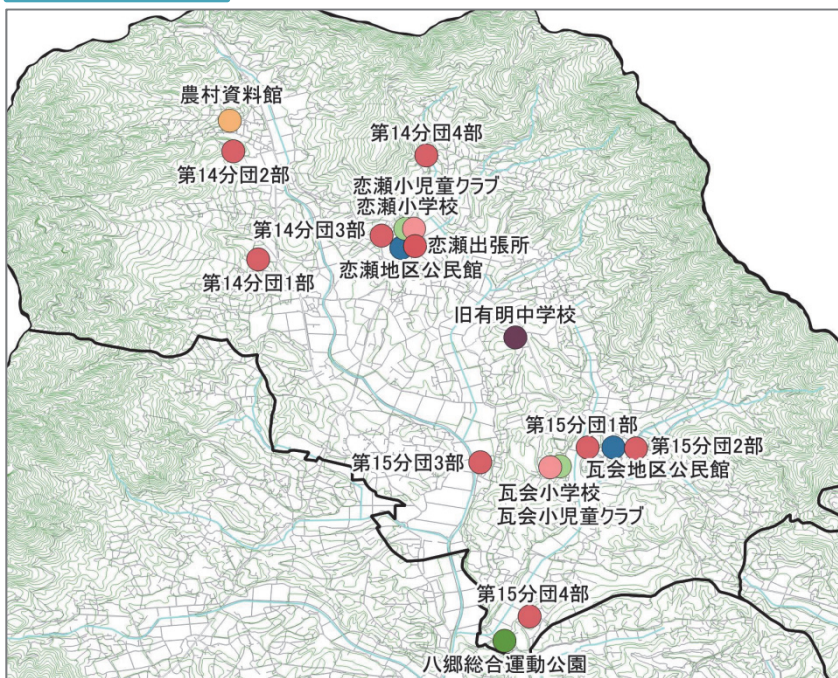 農村資料館
第14分団4部
第14分団2部
恋瀬小児童クラブ
恋瀬小学校
第14分団3部
恋瀬出張所
恋瀬地区公民館
第14分団1部
旧有明中学校
第15分団1部
第15分団2部
第15分団3部
瓦会地区公民館
瓦会小学校
瓦会小児童クラブ
第15分団4部
八郷総合運動公園